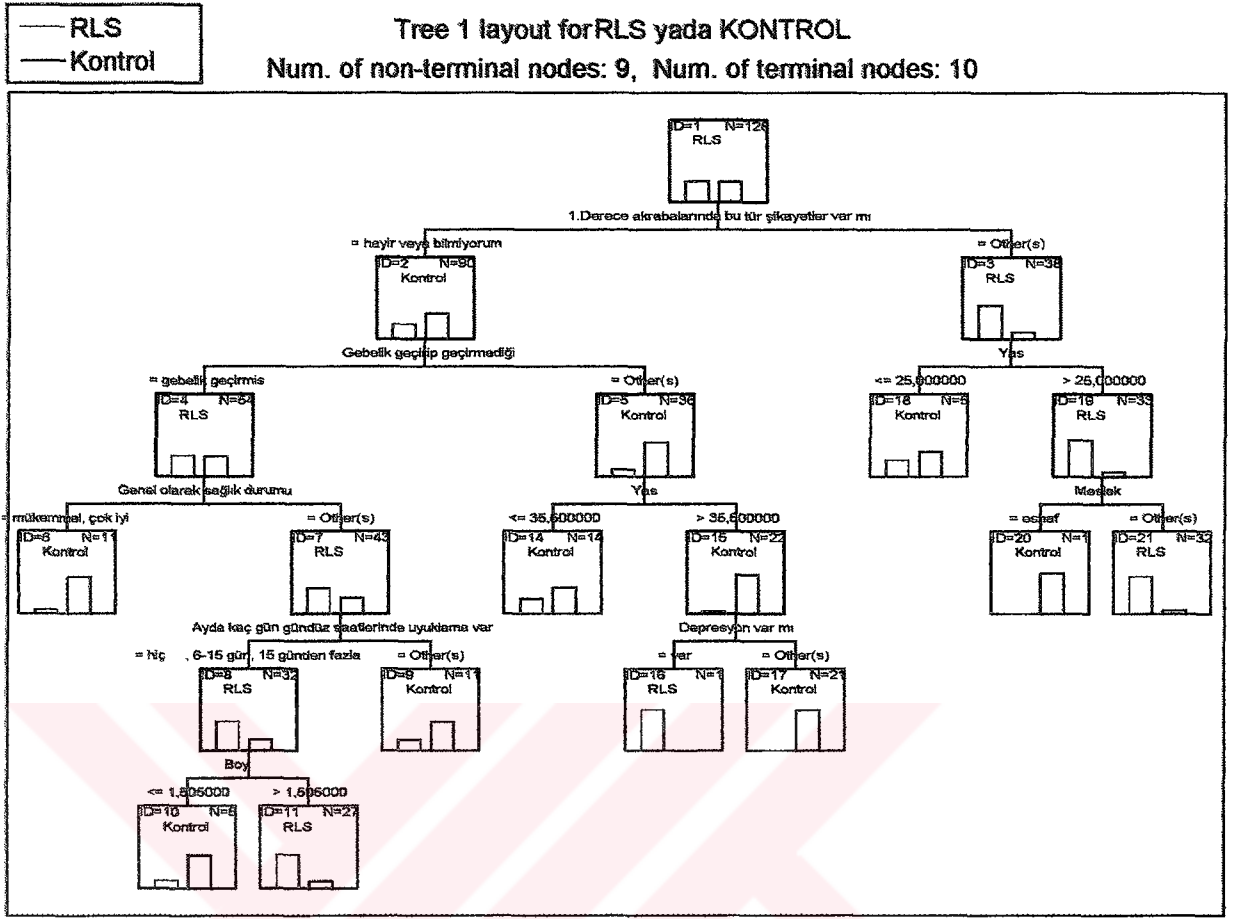 RLS
Kontrol
Tree 1 layout for RLS yada KONTROL
Num. of non-terminal nodes: 9, Num. of terminal nodes: 10
ID=1 N=128
RLS
1.Derece akrabalarında bu tür şikayetler var mı
= hayir veya bilmiyorum
= Other(s)
ID=2 N=90
Kontrol
ID=3 N=38
RLS
Gebelik geçirip geçirmediği
Yas
= gebelik geçirmis
= Other(s)
<= 25,000000
> 25,000000
ID=4 N=54
RLS
ID=5 N=36
Kontrol
ID=18 N=5
Kontrol
ID=19 N=33
RLS
Genel olarak sağlık durumu
Yas
Meslek
= mükemmel, çok iyi
= Other(s)
<= 35,500000
> 35,500000
= esnaf
= Other(s)
ID=6 N=11
Kontrol
ID=7 N=43
RLS
ID=14 N=14
Kontrol
ID=15 N=22
Kontrol
ID=20 N=1
Kontrol
ID=21 N=32
RLS
Ayda kaç gün gündüz saatlerinde uyuklama var
Depresyon var mı
= hiç , 6-15 gün, 15 günden fazla
= Other(s)
= var
= Other(s)
ID=8 N=32
RLS
ID=9 N=11
Kontrol
ID=16 N=1
RLS
ID=17 N=21
Kontrol
Boy
<= 1,505000
> 1,505000
ID=10 N=5
Kontrol
ID=11 N=27
RLS